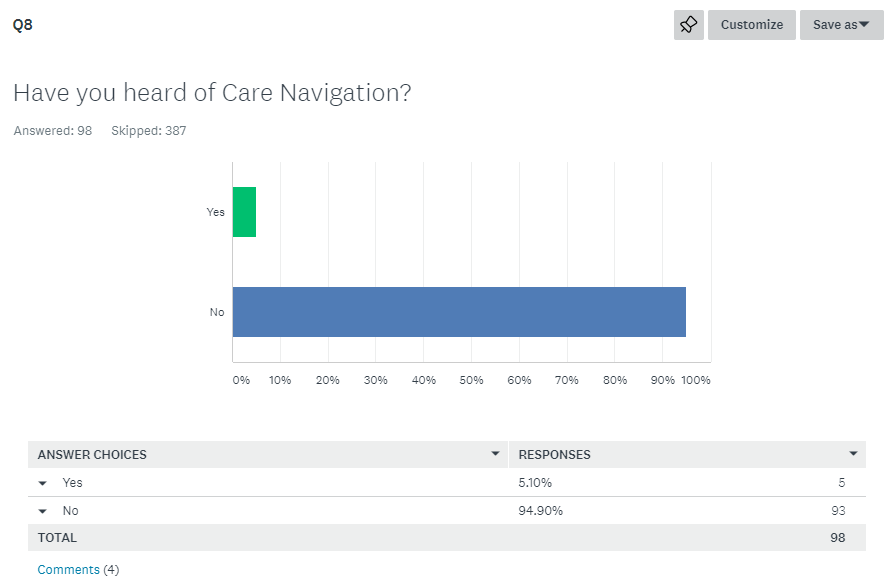 Q8 Customize Save as
Have you heard of Care Navigation?
Answered: 98 Skipped: 387
Yes
No
0% 10% 20% 30% 40% 50% 60% 70% 80% 90% 100%
ANSWER CHOICES RESPONSES
Yes 5.10% 5
No 94.90% 93
TOTAL 98
Comments (4)